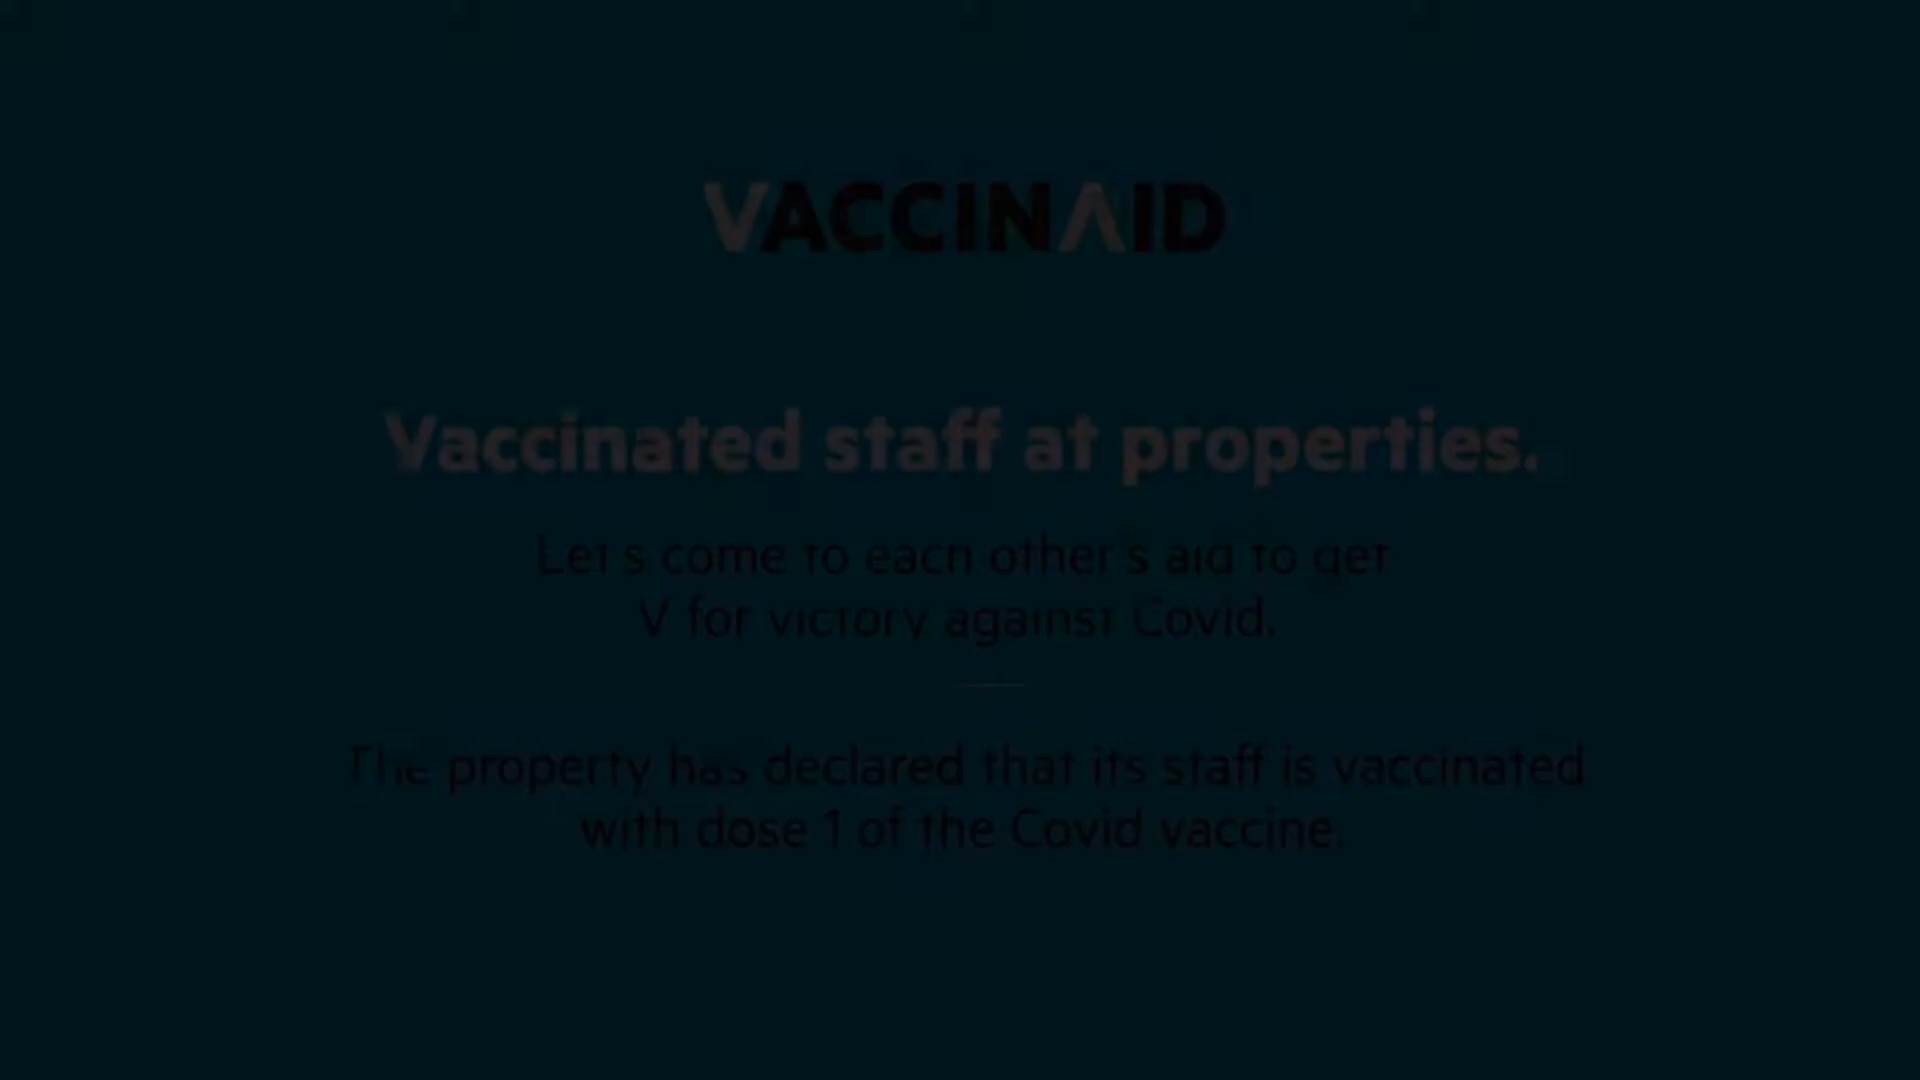 VACCINAID
Vaccinated staff at properties.
Let's come to each other's aid to get
V for victory against Covid.
The property has declared that its staff is vaccinated
with dose 1 of the Covid vaccine.